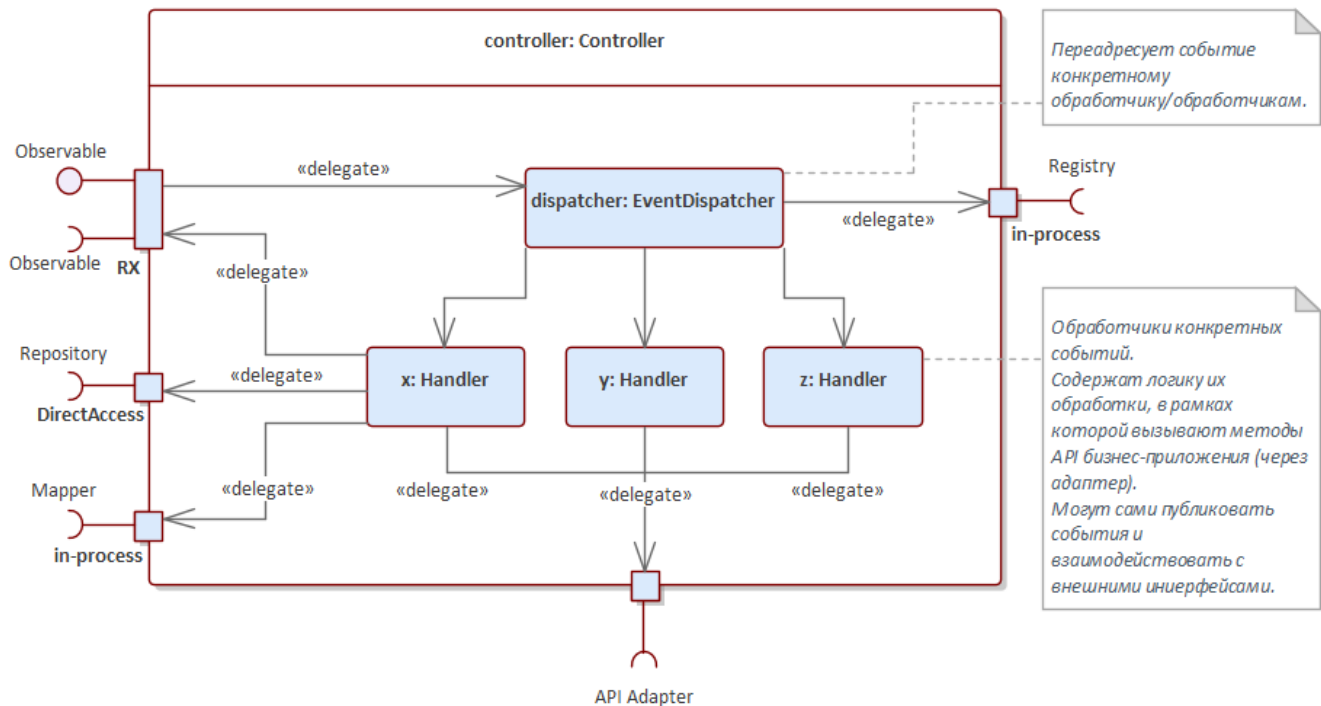 controller: Controller
Переадресует событие
конкретному
обработчику/обработчикам.
Observable
«delegate»
Registry
dispatcher: EventDispatcher
«delegate»
in-process
Observable
RX
«delegate»
Repository
«delegate»
DirectAccess
x: Handler
y: Handler
z: Handler
Обработчики конкретных
событий.
Содержат логику их
обработки, в рамках
которой вызывают методы
API бизнес-приложения (через
адаптер).
Могут сами публиковать
события и
взаимодействовать с
внешними иниерфейсами.
Mapper
«delegate»
«delegate»
«delegate»
«delegate»
in-process
API Adapter